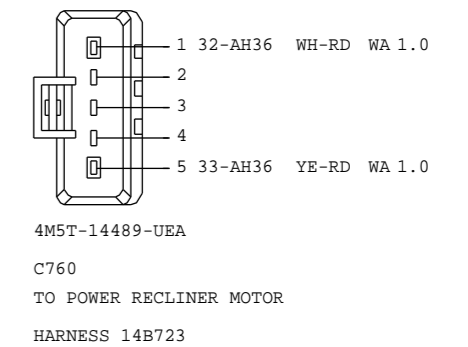 1 32-AH36 WH-RD WA 1.0
2
3
4
5 33-AH36 YE-RD WA 1.0
4M5T-14489-UEA
C760
TO POWER RECLINER MOTOR
HARNESS 14B723